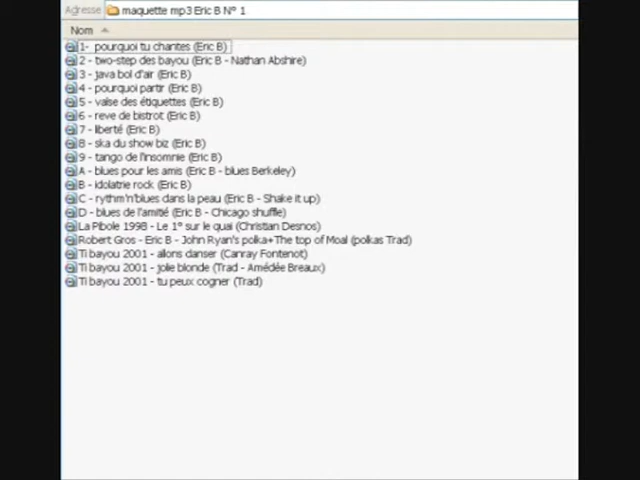 Adresse maquette mp3 Eric B N° 1
Nom
1- pourquoi tu chantes (Eric B)
2 - two-step des bayou (Eric B - Nathan Abshire)
3 - java bol d'air (Eric B)
4 - pourquoi partir (Eric B)
5 - valse des étiquettes (Eric B)
6 - reve de bistrot (Eric B)
7 - liberté (Eric B)
8 - ska du show biz (Eric B)
9 - tango de l'insomnie (Eric B)
A - blues pour les amis (Eric B - blues Berkeley)
B - idolatrie rock (Eric B)
C - rythm'n'blues dans la peau (Eric B - Shake it up)
D - blues de l'amitié (Eric B - Chicago shuffle)
La Pibole 1998 - Le 1° sur le quai (Christian Desnos)
Robert Gros - Eric B - John Ryan's polka+The top of Moal (polkas Trad)
Ti bayou 2001 - allons danser (Canray Fontenot)
Ti bayou 2001 - jolie blonde (Trad - Amédée Breaux)
Ti bayou 2001 - tu peux cogner (Trad)